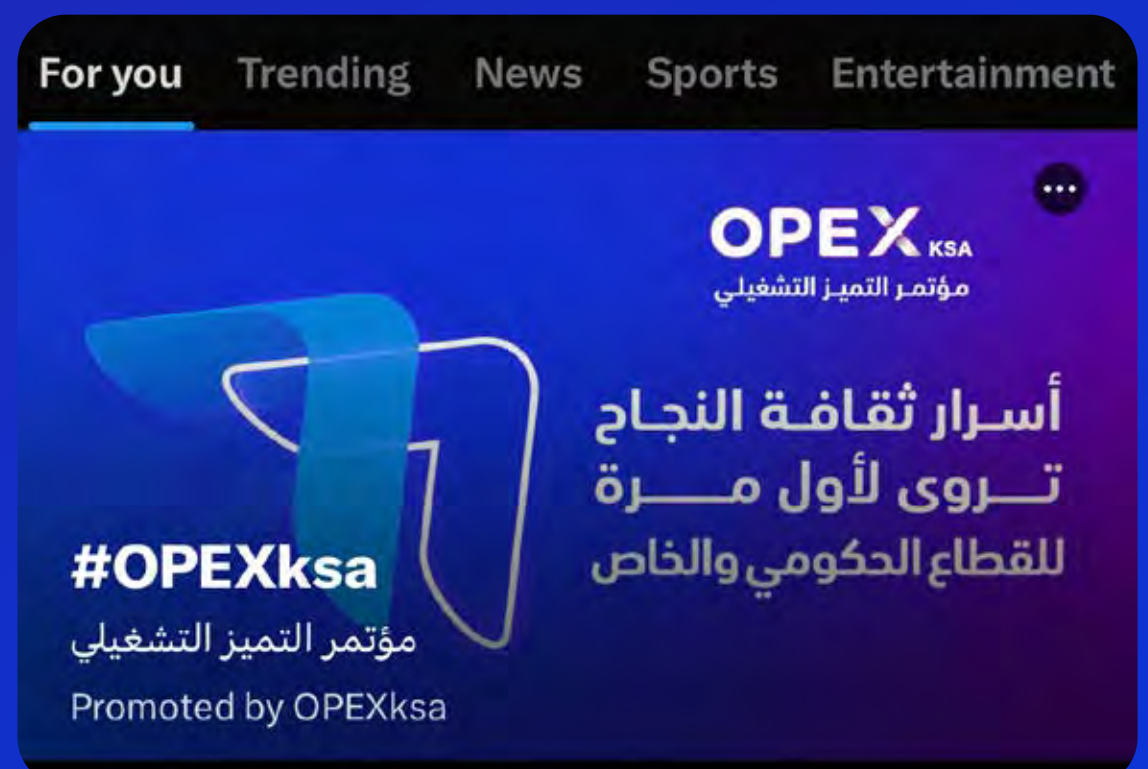 For you Trending News Sports Entertainment
OPEX KSA
مؤتمر التميز التشغيلي
أسرار ثقافة النجاح
تروى لأول مرة
للقطاع الحكومي والخاص
#OPEXksa
مؤتمر التميز التشغيلي
Promoted by OPEXksa